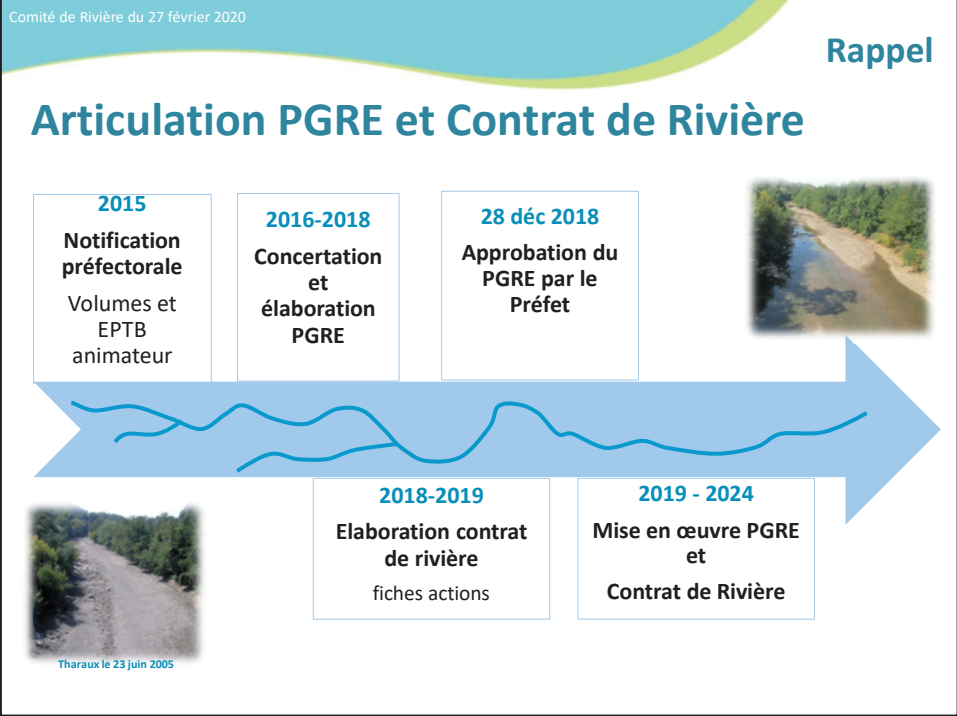 Comité de Rivière du 27 février 2020
Rappel
Articulation PGRE et Contrat de Rivière
2015
Notification
préfectorale
Volumes et
EPTB
animateur
2016-2018
Concertation
et
élaboration
PGRE
28 déc 2018
Approbation du
PGRE par le
Préfet
2018-2019
Elaboration contrat
de rivière
fiches actions
2019 - 2024
Mise en œuvre PGRE
et
Contrat de Rivière
Tharaux le 23 juin 2005